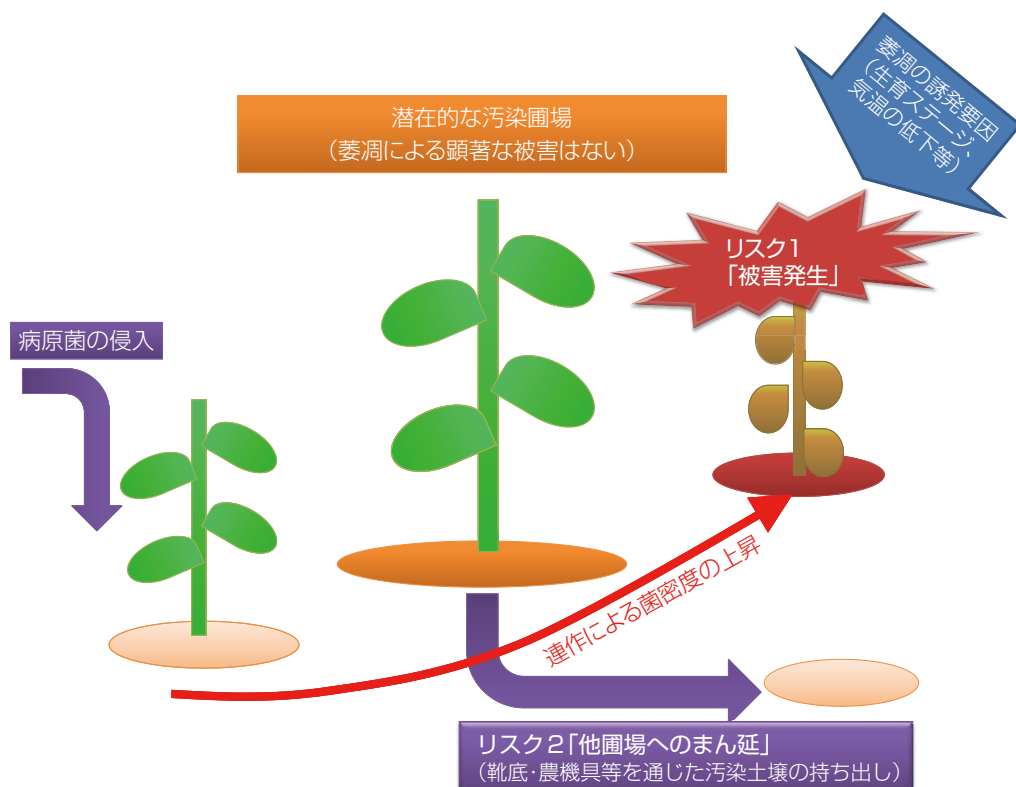 萎凋の誘発要因
(生育ステージ、
気温の低下等)
潜在的な汚染圃場
(萎凋による顕著な被害はない)
リスク1
「被害発生」
病原菌の侵入
連作による菌密度の上昇
リスク2「他圃場へのまん延」
(靴底・農機具等を通じた汚染土壌の持ち出し)